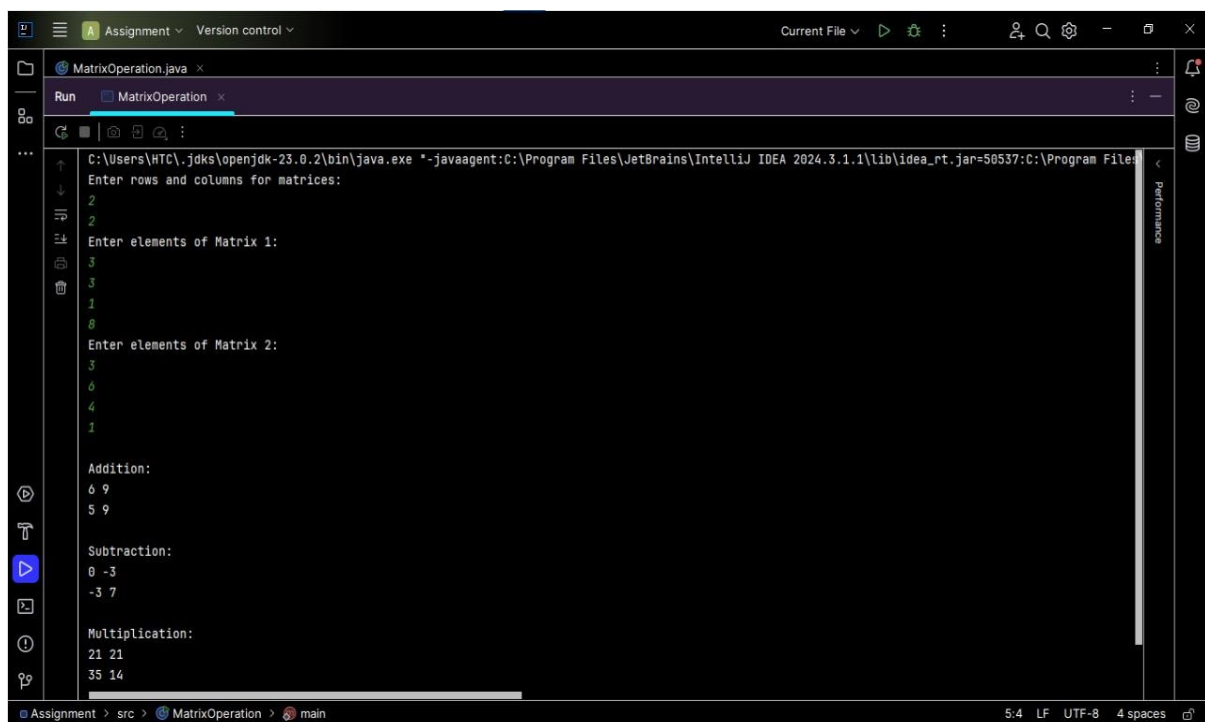 A Assignment Version control Current File
MatrixOperation.java
Run MatrixOperation
C:\Users\HTC\.jdks\openjdk-23.0.2\bin\java.exe "-javaagent:C:\Program Files\JetBrains\IntelliJ IDEA 2024.3.1.1\lib\idea_rt.jar=50537:C:\Program Files
Enter rows and columns for matrices:
2
2
Enter elements of Matrix 1:
3
3
1
8
Enter elements of Matrix 2:
3
6
4
1
Addition:
6 9
5 9
Subtraction:
0 -3
-3 7
Multiplication:
21 21
35 14
Performance
Assignment > src > MatrixOperation > main 5:4 LF UTF-8 4 spaces